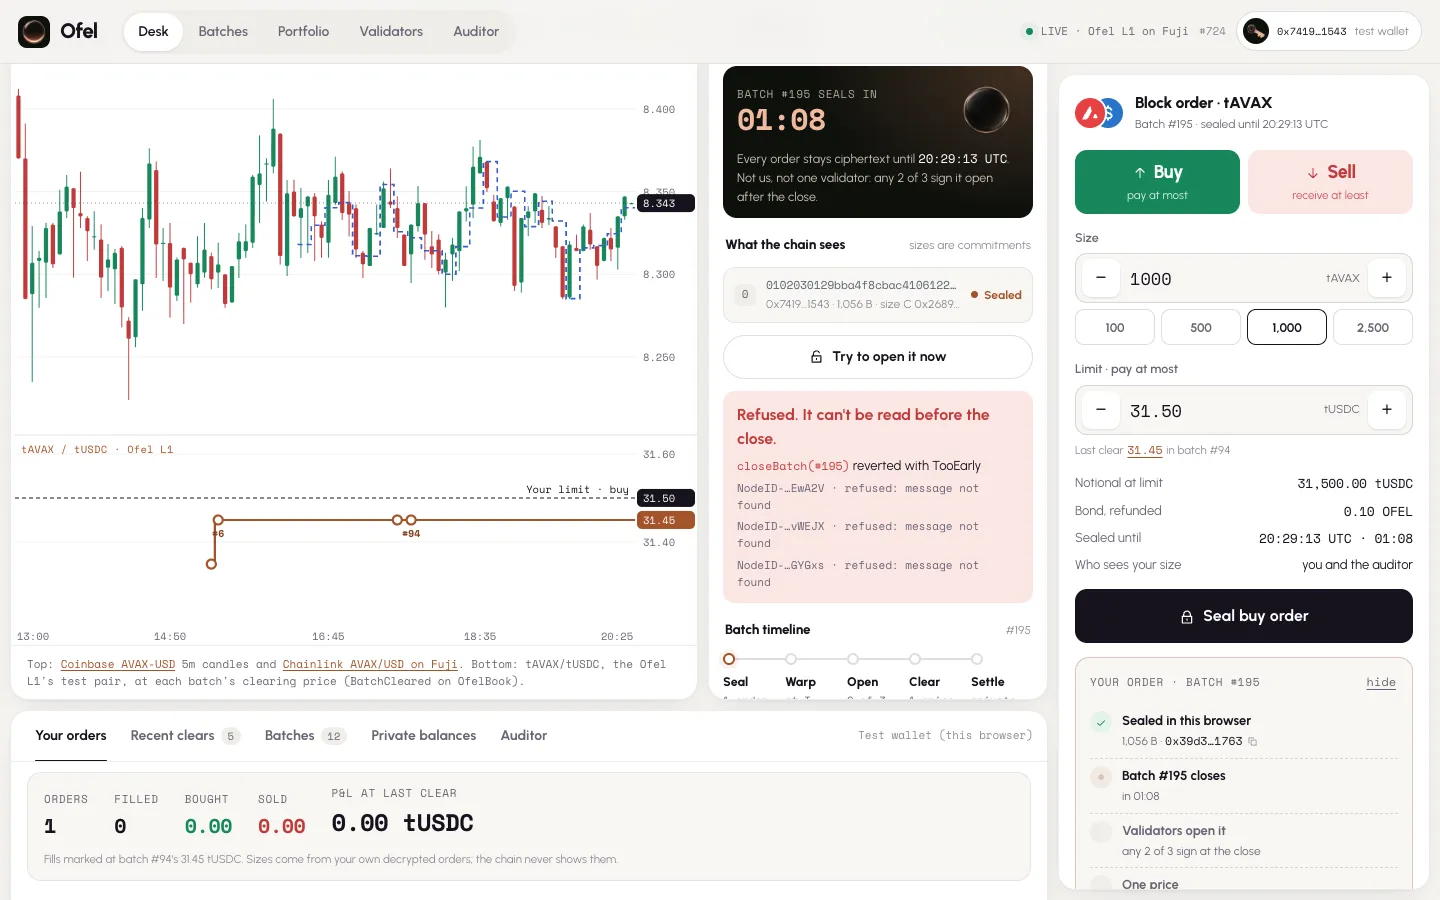 Ofel
Desk
Batches
Portfolio
Validators
Auditor
LIVE · Ofel L1 on Fuji #724
0x7419…1543 test wallet
8.400
8.350
8.343
8.300
8.250
tAVAX / tUSDC · Ofel L1
31.60
Your limit · buy
31.50
31.45
#6
#94
31.40
13:00
14:50
16:45
18:35
20:25
Top: Coinbase AVAX-USD 5m candles and Chainlink AVAX/USD on Fuji. Bottom: tAVAX/tUSDC, the Ofel
L1's test pair, at each batch's clearing price (BatchCleared on OfelBook).
BATCH #195 SEALS IN
01:08
Every order stays ciphertext until 20:29:13 UTC.
Not us, not one validator: any 2 of 3 sign it open
after the close.
What the chain sees
sizes are commitments
0
0102030129bba4f8cbac4106122…
0x7419…1543 · 1,056 B · size C 0x2689…
Sealed
Try to open it now
Refused. It can't be read before the
close.
closeBatch(#195) reverted with TooEarly
NodeID-…EwA2V · refused: message not
found
NodeID-…vWEJX · refused: message not
found
NodeID-…GYGxs · refused: message not
found
Batch timeline
#195
Seal
Warp
Open
Clear
Settle
Block order · tAVAX
Batch #195 · sealed until 20:29:13 UTC
↑ Buy
pay at most
↓ Sell
receive at least
Size
− 1000 tAVAX +
100
500
1,000
2,500
Limit · pay at most
− 31.50 tUSDC +
Last clear 31.45 in batch #94
Notional at limit 31,500.00 tUSDC
Bond, refunded 0.10 OFEL
Sealed until 20:29:13 UTC · 01:08
Who sees your size you and the auditor
Seal buy order
YOUR ORDER · BATCH #195
hide
Sealed in this browser
1,056 B · 0x39d3…1763
Batch #195 closes
in 01:08
Validators open it
any 2 of 3 sign at the close
One price
Your orders
Recent clears 5
Batches 12
Private balances
Auditor
Test wallet (this browser)
ORDERS
1
FILLED
0
BOUGHT
0.00
SOLD
0.00
P&L AT LAST CLEAR
0.00 tUSDC
Fills marked at batch #94's 31.45 tUSDC. Sizes come from your own decrypted orders; the chain never shows them.